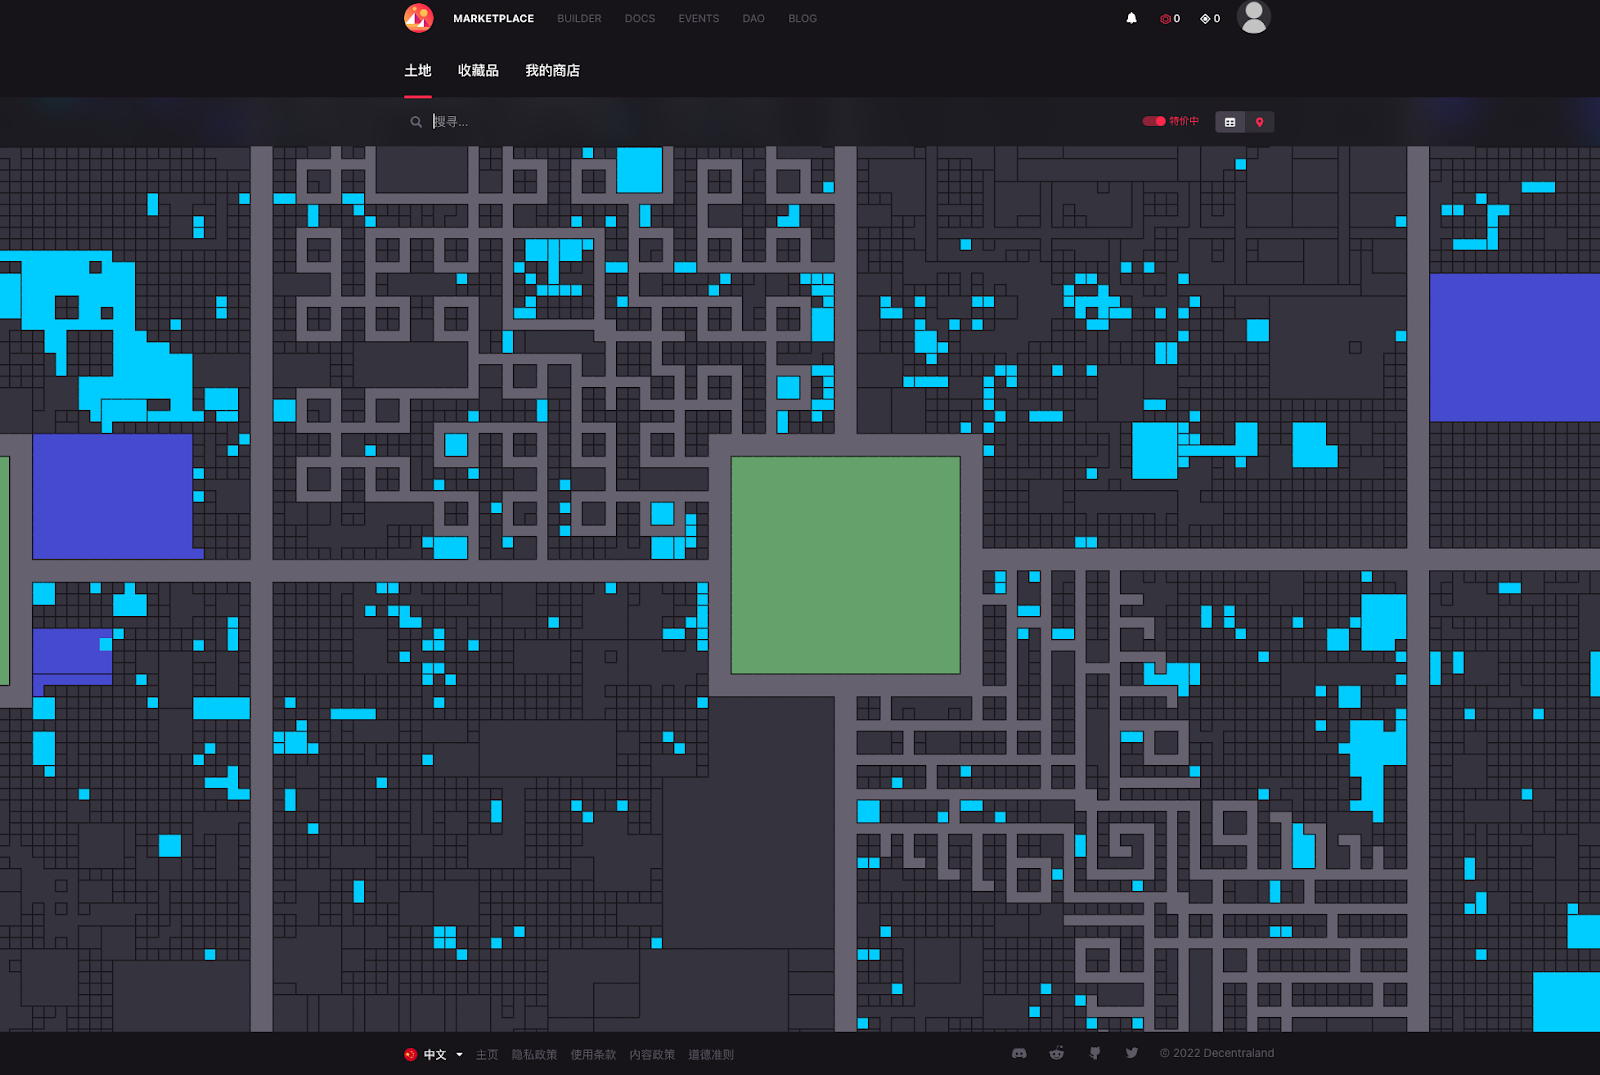 MARKETPLACE BUILDER DOCS EVENTS DAO BLOG 0 0
土地 收藏品 我的商店
搜寻... 特价中
中文 主页 隐私政策 使用条款 内容政策 道德准则 © 2022 Decentraland